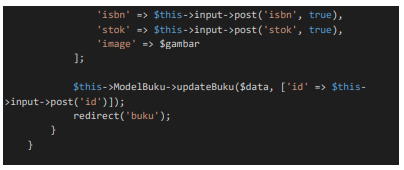 'isbn' => $this->input->post('isbn', true),
'stok' => $this->input->post('stok', true),
'image' => $gambar
];
$this->ModelBuku->updateBuku($data, ['id' => $this-
>input->post('id')]);
redirect('buku');
}
}